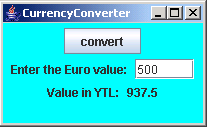 CurrencyConverter
convert
Enter the Euro value: 500
Value in YTL: 937.5